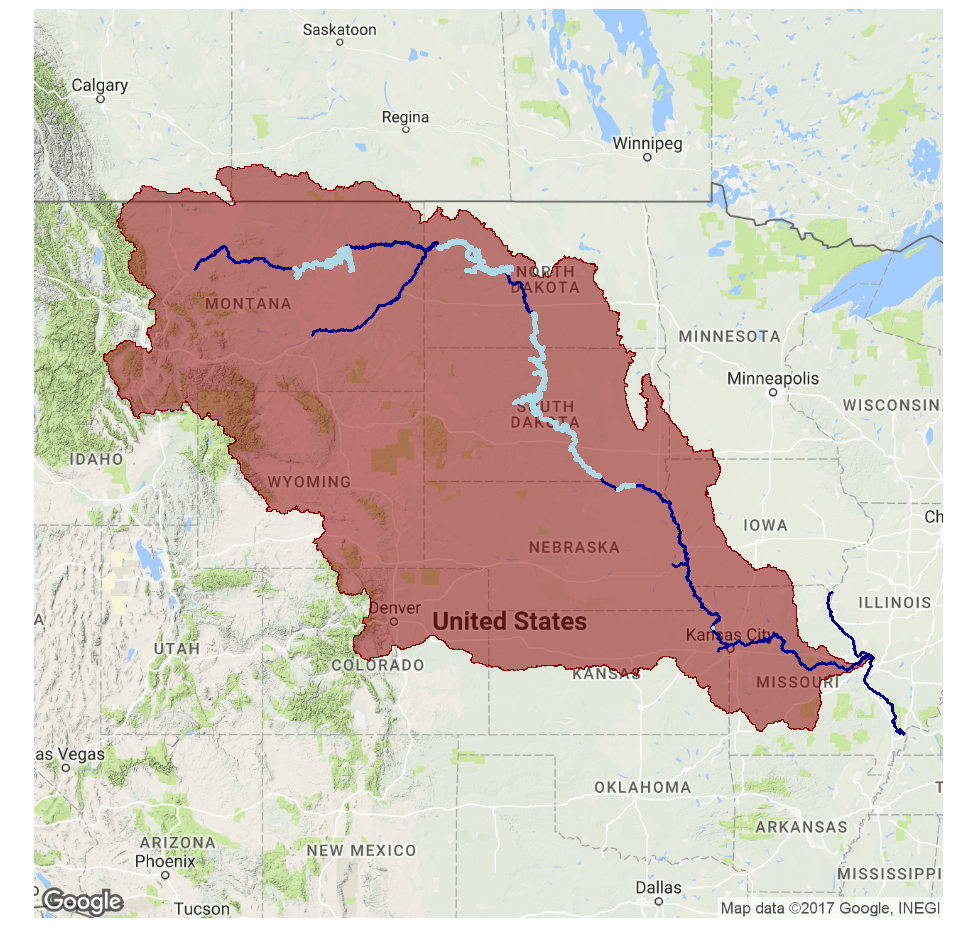 Saskatoon
Calgary
Regina
Winnipeg
NORTH
DAKOTA
MONTANA
MINNESOTA
Minneapolis
WISCONSIN
SOUTH
DAKOTA
IDAHO
WYOMING
Ch
IOWA
NEBRASKA
ILLINOIS
Denver
United States
A
Kansas City
UTAH
COLORADO
KANSAS
MISSOURI
as Vegas
OKLAHOMA
T
ARKANSAS
ARIZONA
NEW MEXICO
Phoenix
MISSISSIPPI
Dallas
Google
Tucson
Map data ©2017 Google, INEGI